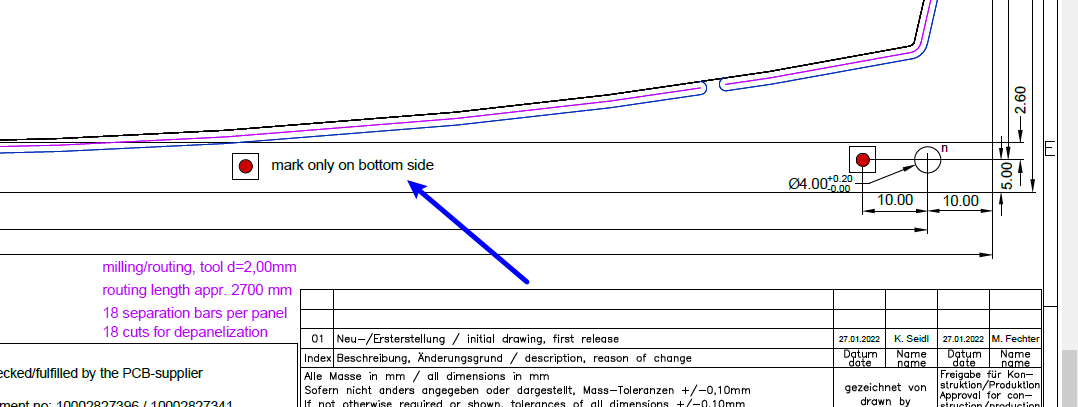 2.60
E
n
mark only on bottom side
Ø4.00 +0.20 -0.00
5.00
10.00
10.00
milling/routing, tool d=2,00mm
routing length appr. 2700 mm
18 separation bars per panel
18 cuts for depanelization
01 Neu-/Ersterstellung / initial drawing, first release 27.01.2022 K. Seidl 27.01.2022 M. Fechter
Index Beschreibung, Änderungsgrund / description, reason of change Datum date Name name Datum date Name name
ecked/fulfilled by the PCB-supplier
Alle Masse in mm / all dimensions in mm
Sofern nicht anders angegeben oder dargestellt, Mass-Toleranzen +/-0,10mm
If not otherwise required or shown, tolerances of all dimensions +/-0,10mm
gezeichnet von
drawn by
Freigabe für Kon-
struktion/Produktion
Approval for con-
struction/production
ment no: 10002827396 / 10002827341